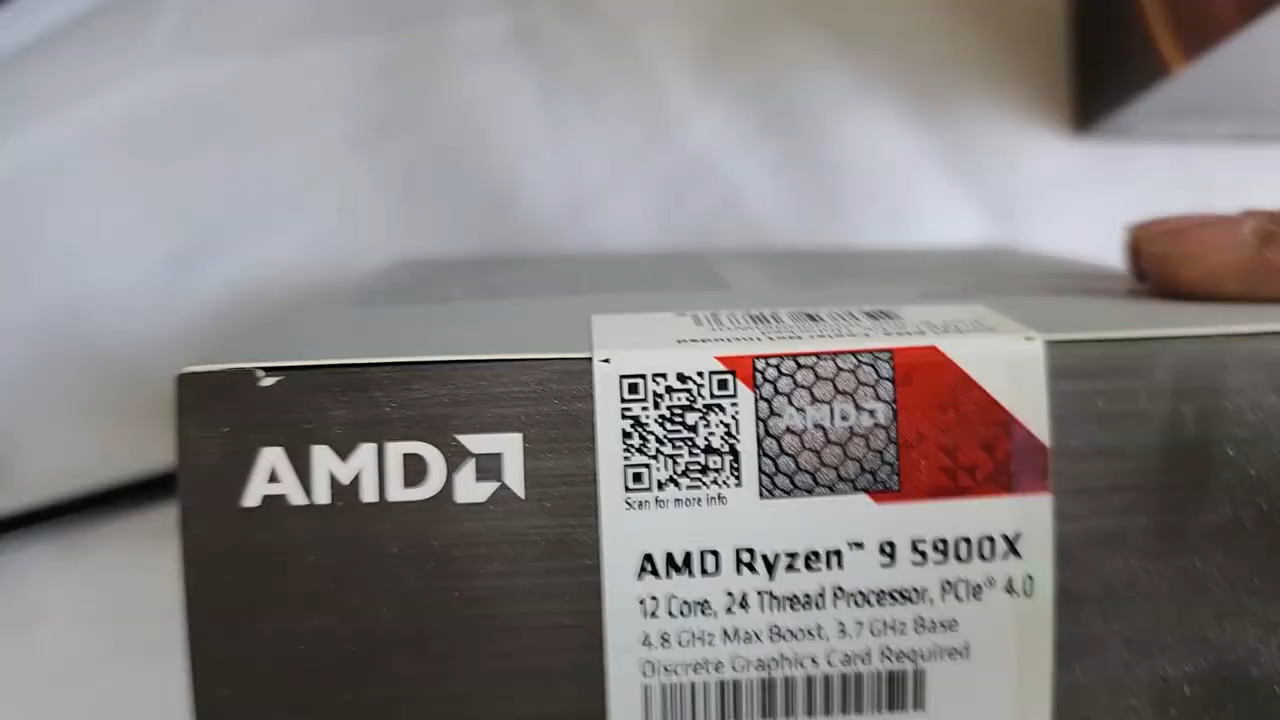 AMD
AMD
Scan for more info
AMD Ryzen™ 9 5900X
12 Core, 24 Thread Processor, PCIe® 4.0
4.8 GHz Max Boost, 3.7 GHz Base
Discrete Graphics Card Required